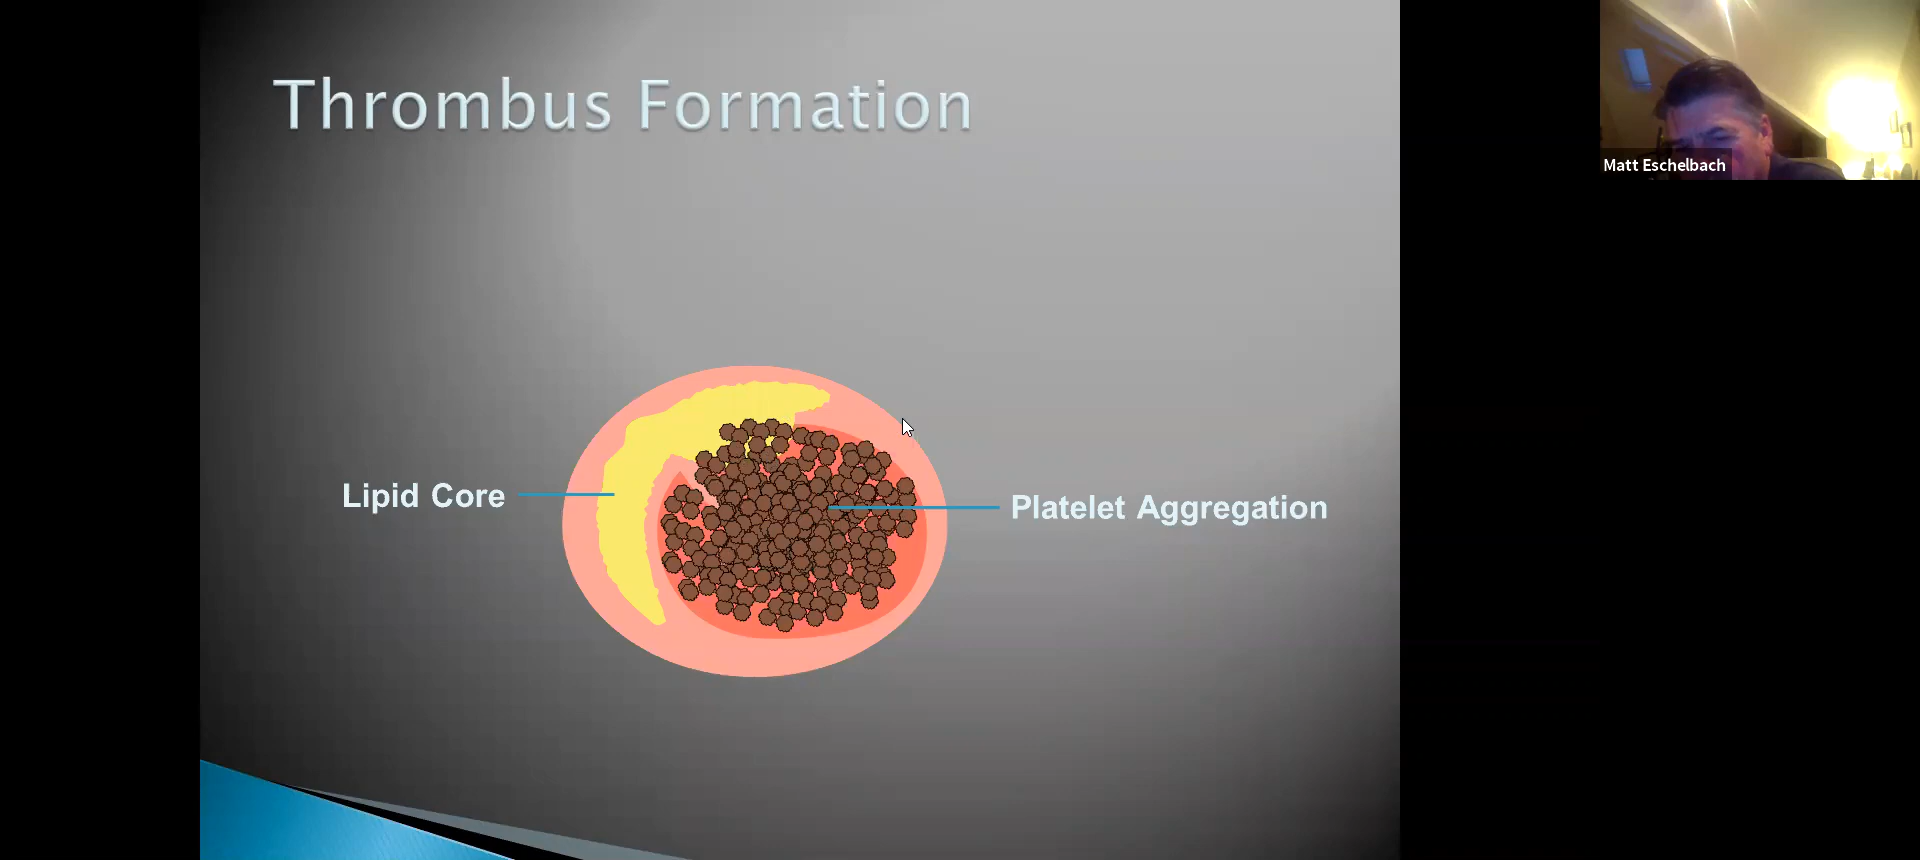 Thrombus Formation
Matt Eschelbach
Lipid Core
Platelet Aggregation